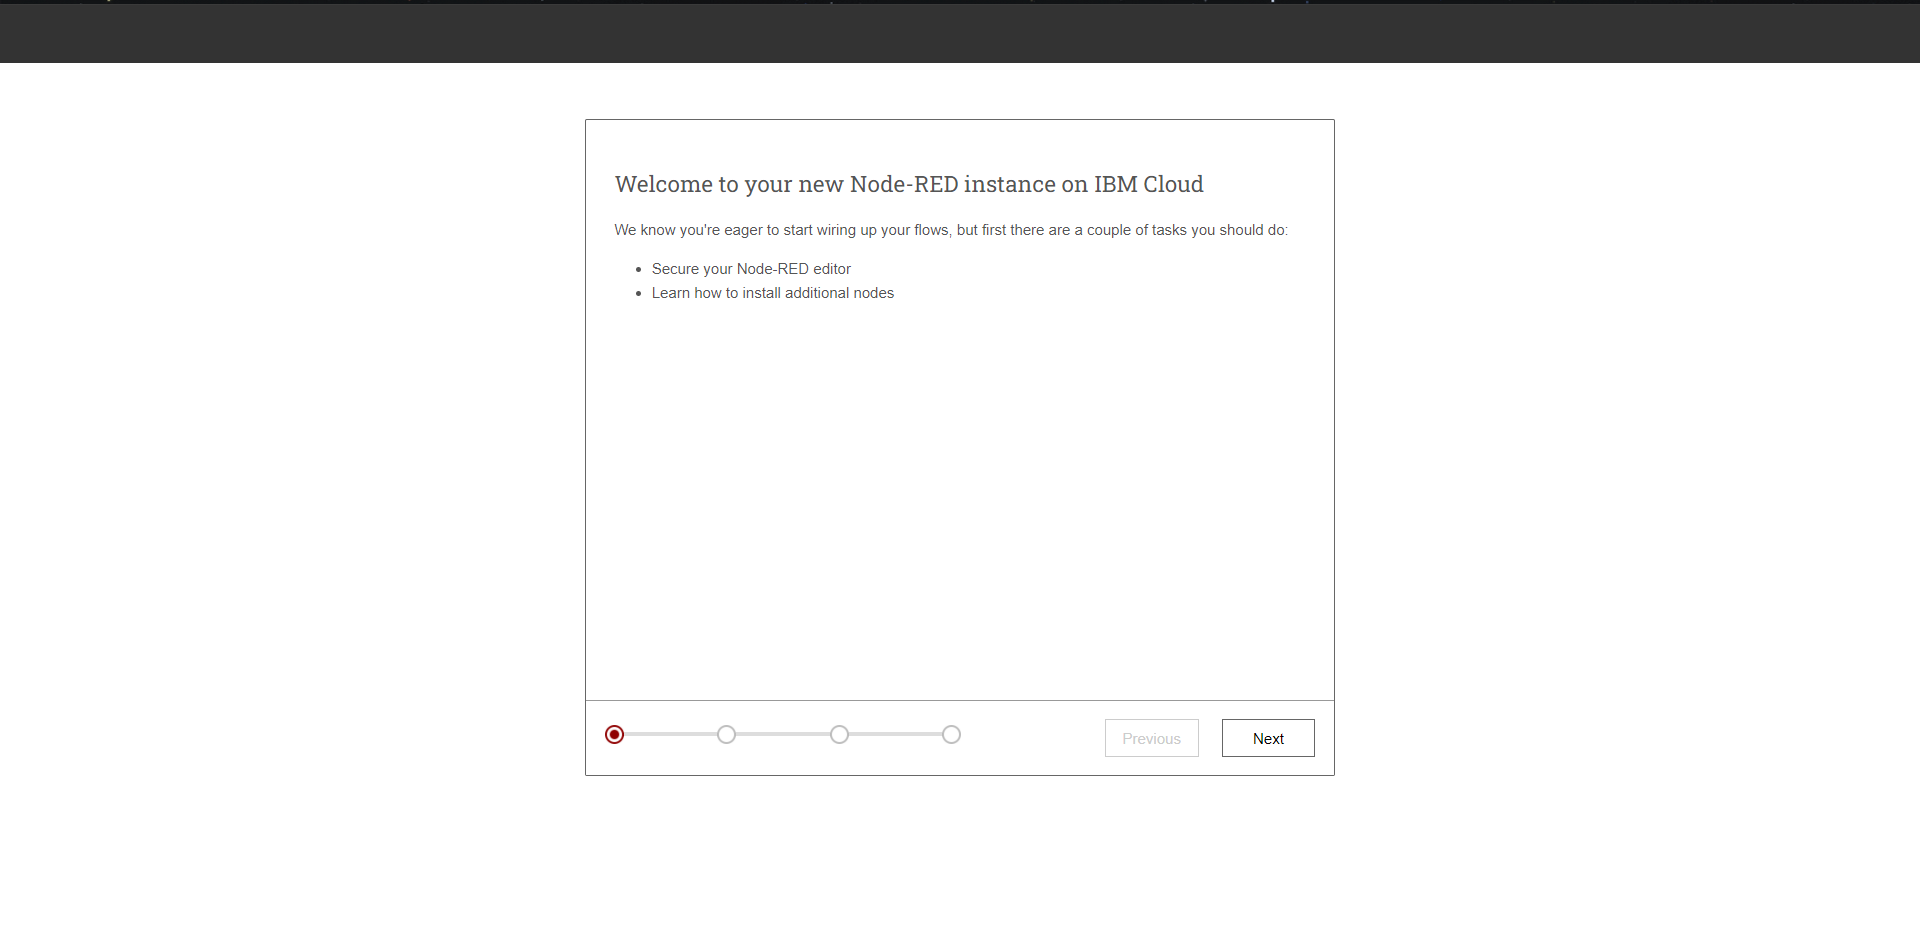 Welcome to your new Node-RED instance on IBM Cloud
We know you're eager to start wiring up your flows, but first there are a couple of tasks you should do:
Secure your Node-RED editor
Learn how to install additional nodes
Previous
Next